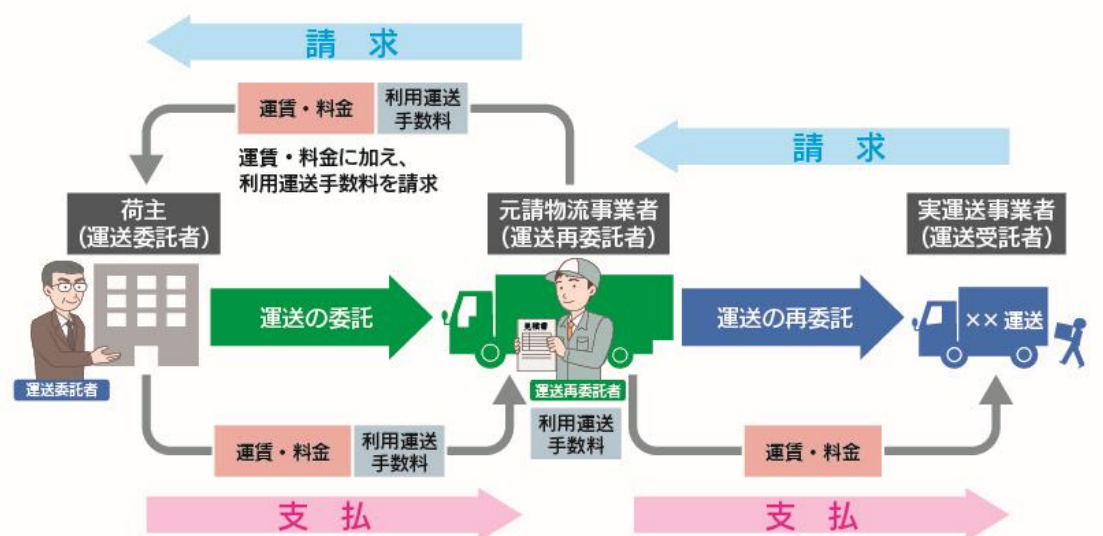 請 求
運賃・料金
利用運送
手数料
運賃・料金に加え、
利用運送手数料を請求
請 求
荷主
（運送委託者）
元請物流事業者
（運送再委託者）
実運送事業者
（運送受託者）
運送の委託
見積書
運送の再委託
××運送
運送委託者
運送再委託者
運賃・料金
利用運送
手数料
利用運送
手数料
運賃・料金
支 払
支 払